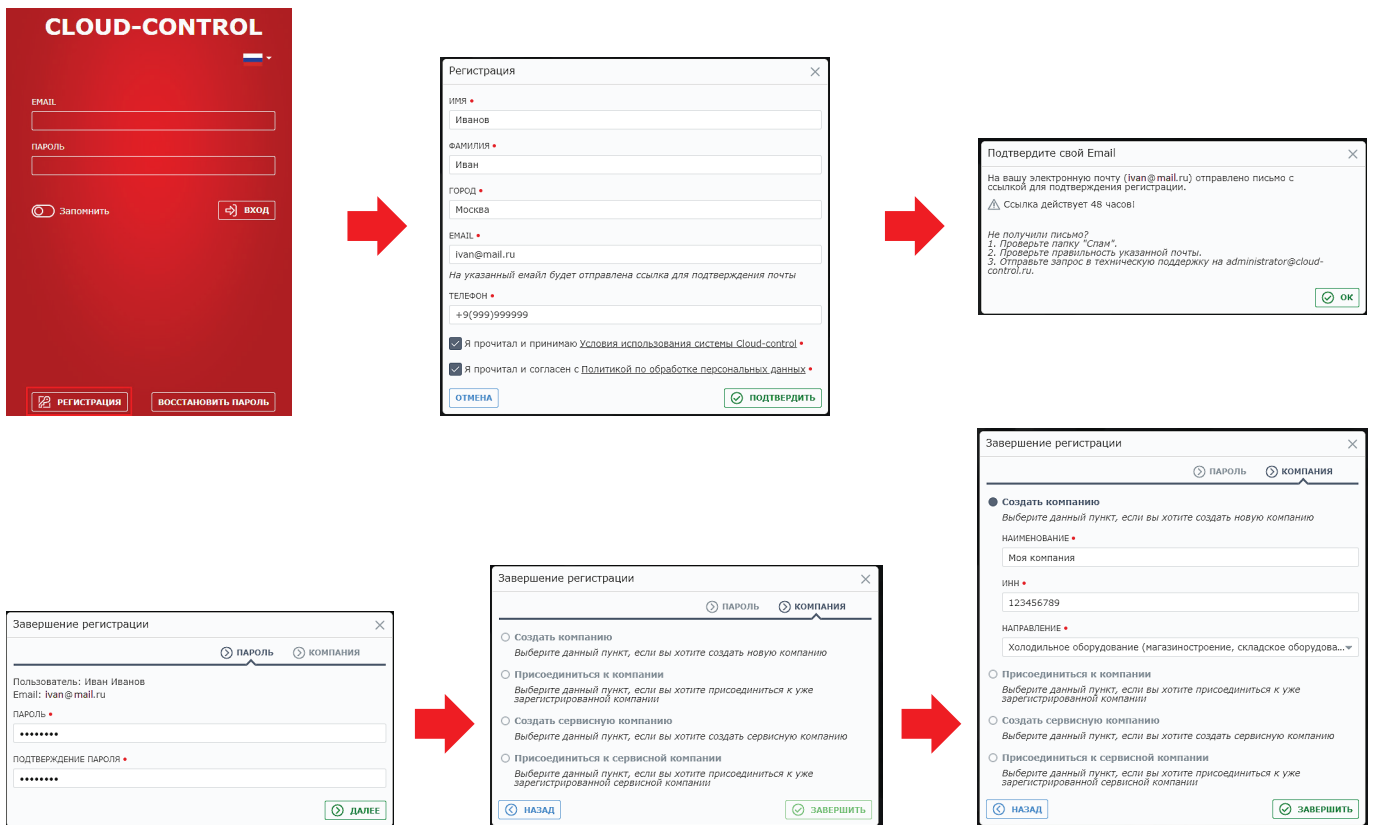 CLOUD-CONTROL
EMAIL
ПАРОЛЬ
Запомнить
ВХОД
РЕГИСТРАЦИЯ
ВОССТАНОВИТЬ ПАРОЛЬ
Регистрация
ИМЯ •
Иванов
ФАМИЛИЯ •
Иван
ГОРОД •
Москва
EMAIL •
ivan@mail.ru
На указанный емайл будет отправлена ссылка для подтверждения почты
ТЕЛЕФОН •
+9(999)999999
Я прочитал и принимаю Условия использования системы Cloud-control •
Я прочитал и согласен с Политикой по обработке персональных данных •
ОТМЕНА
ПОДТВЕРДИТЬ
Подтвердите свой Email
На вашу электронную почту (ivan@mail.ru) отправлено письмо с
ссылкой для подтверждения регистрации.
Ссылка действует 48 часов!
Не получили письмо?
1. Проверьте папку "Спам".
2. Проверьте правильность указанной почты.
3. Отправьте запрос в техническую поддержку на administrator@cloud-
control.ru.
ОК
Завершение регистрации
ПАРОЛЬ
КОМПАНИЯ
Пользователь: Иван Иванов
Email: ivan@mail.ru
ПАРОЛЬ •
••••••••
ПОДТВЕРЖДЕНИЕ ПАРОЛЯ •
••••••••
ДАЛЕЕ
Завершение регистрации
ПАРОЛЬ
КОМПАНИЯ
Создать компанию
Выберите данный пункт, если вы хотите создать новую компанию
Присоединиться к компании
Выберите данный пункт, если вы хотите присоединиться к уже
зарегистрированной компании
Создать сервисную компанию
Выберите данный пункт, если вы хотите создать сервисную компанию
Присоединиться к сервисной компании
Выберите данный пункт, если вы хотите присоединиться к уже
зарегистрированной сервисной компании
НАЗАД
ЗАВЕРШИТЬ
Завершение регистрации
ПАРОЛЬ
КОМПАНИЯ
Создать компанию
Выберите данный пункт, если вы хотите создать новую компанию
НАИМЕНОВАНИЕ •
Моя компания
ИНН •
123456789
НАПРАВЛЕНИЕ •
Холодильное оборудование (магазиностроение, складское оборудова...
Присоединиться к компании
Выберите данный пункт, если вы хотите присоединиться к уже
зарегистрированной компании
Создать сервисную компанию
Выберите данный пункт, если вы хотите создать сервисную компанию
Присоединиться к сервисной компании
Выберите данный пункт, если вы хотите присоединиться к уже
зарегистрированной сервисной компании
НАЗАД
ЗАВЕРШИТЬ